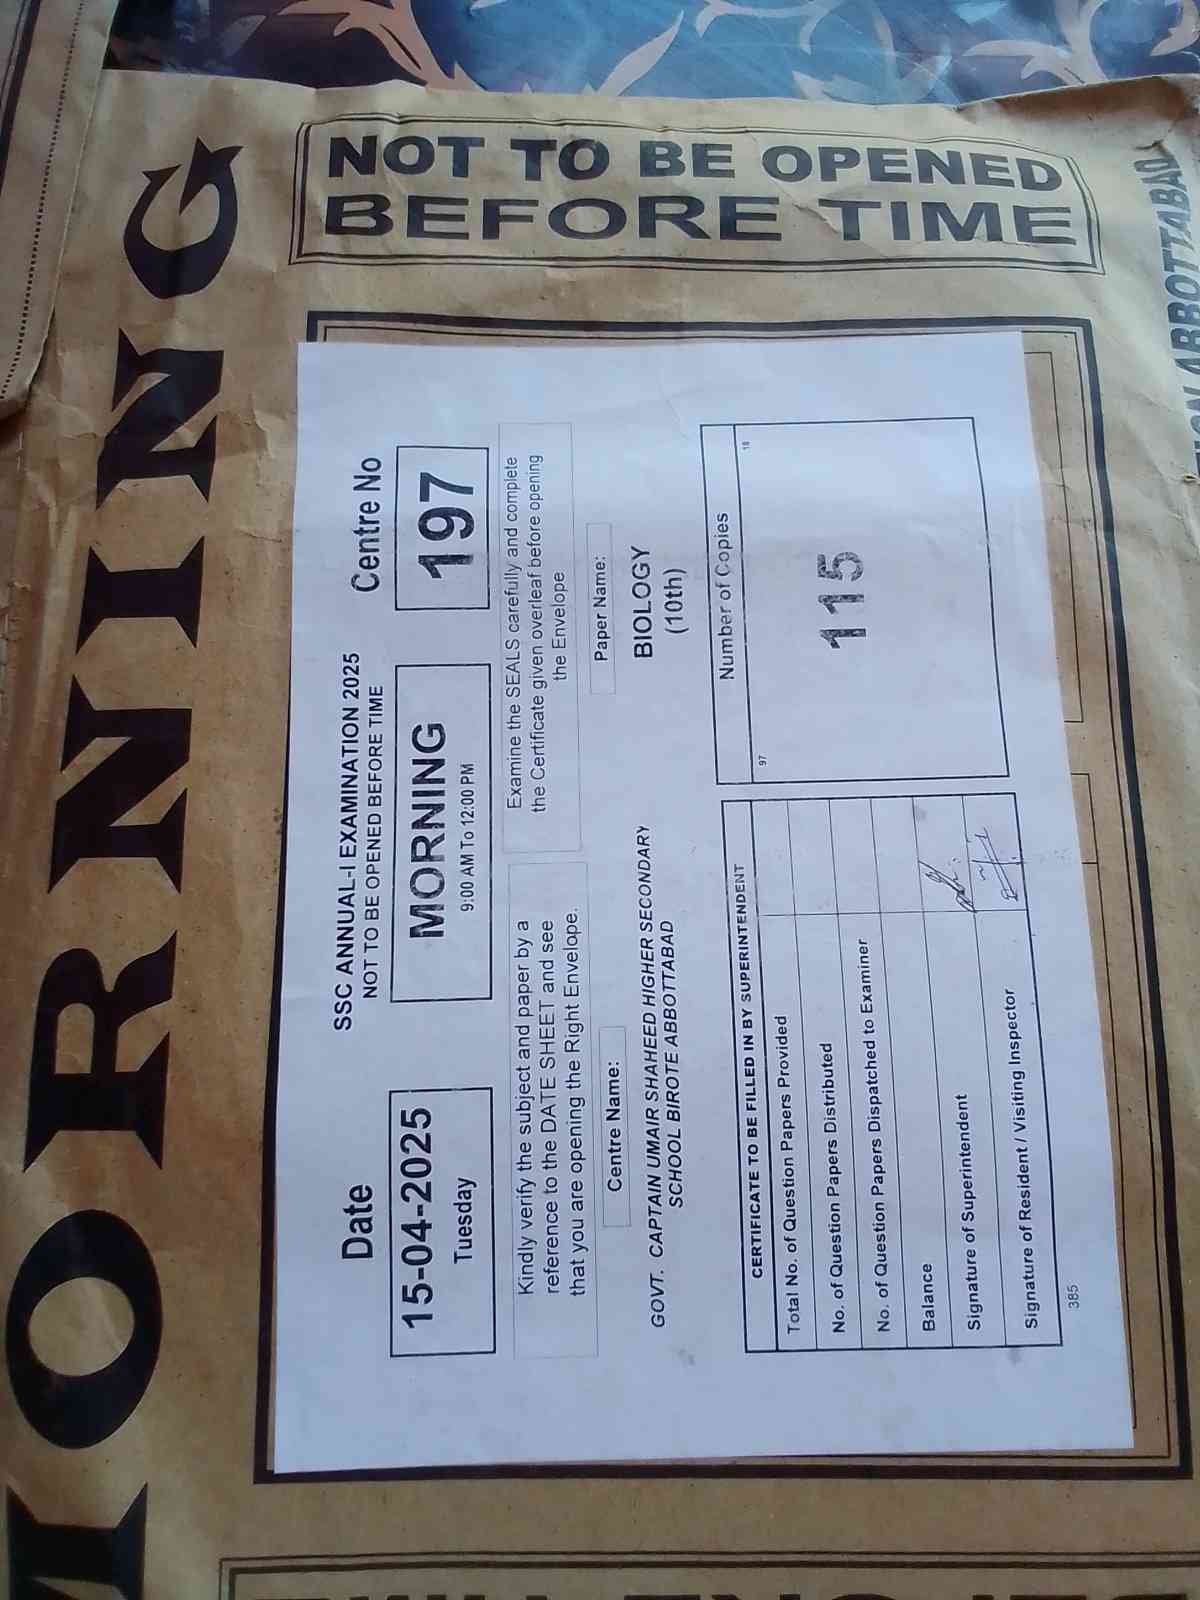 MORNING
NOT TO BE OPENED
BEFORE TIME
SSC ANNUAL-I EXAMINATION 2025
NOT TO BE OPENED BEFORE TIME
Date
15-04-2025
Tuesday
MORNING
9:00 AM To 12:00 PM
Centre No
197
Kindly verify the subject and paper by a
reference to the DATE SHEET and see
that you are opening the Right Envelope.
Examine the SEALS carefully and complete
the Certificate given overleaf before opening
the Envelope
Centre Name:
GOVT. CAPTAIN UMAIR SHAHEED HIGHER SECONDARY
SCHOOL BIROTE ABBOTTABAD
Paper Name:
BIOLOGY
(10th)
CERTIFICATE TO BE FILLED IN BY SUPERINTENDENT
Total No. of Question Papers Provided
No. of Question Papers Distributed
No. of Question Papers Dispatched to Examiner
Balance
Signature of Superintendent
Signature of Resident / Visiting Inspector
Number of Copies
97
18
115
385
ABBOTTABAD